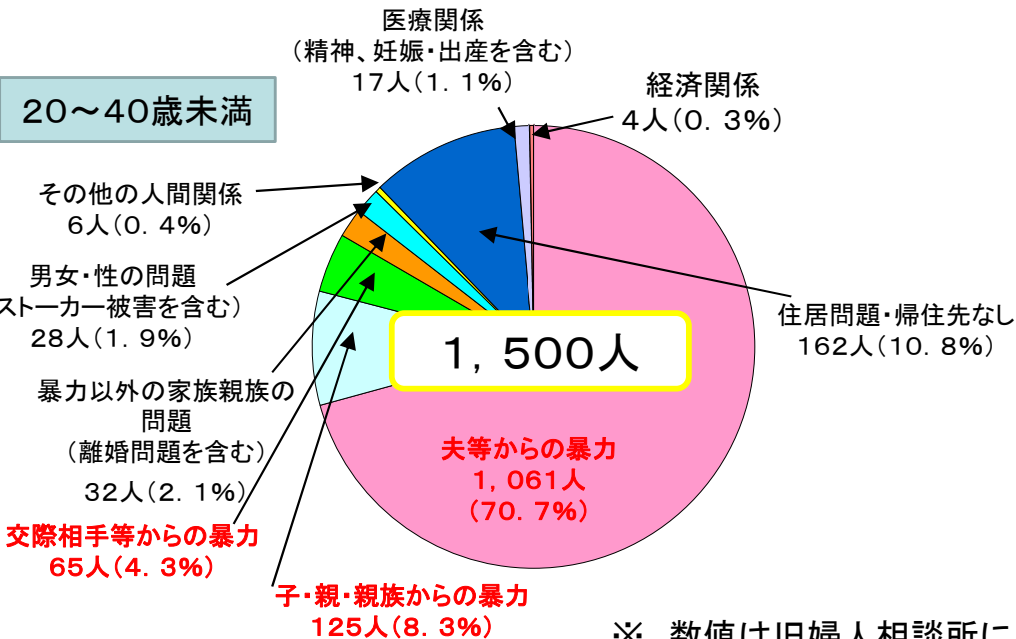 医療関係
(精神、妊娠・出産を含む)
17人(1.1%)
経済関係
4人(0.3%)
20～40歳未満
その他の人間関係
6人(0.4%)
男女・性の問題
ストーカー被害を含む)
28人(1.9%)
住居問題・帰住先なし
162人(10.8%)
1,500人
暴力以外の家族親族の
問題
(離婚問題を含む)
32人(2.1%)
夫等からの暴力
1,061人
(70.7%)
交際相手等からの暴力
65人(4.3%)
子・親・親族からの暴力
125人(8.3%)
※ 数値は旧婦人相談所に